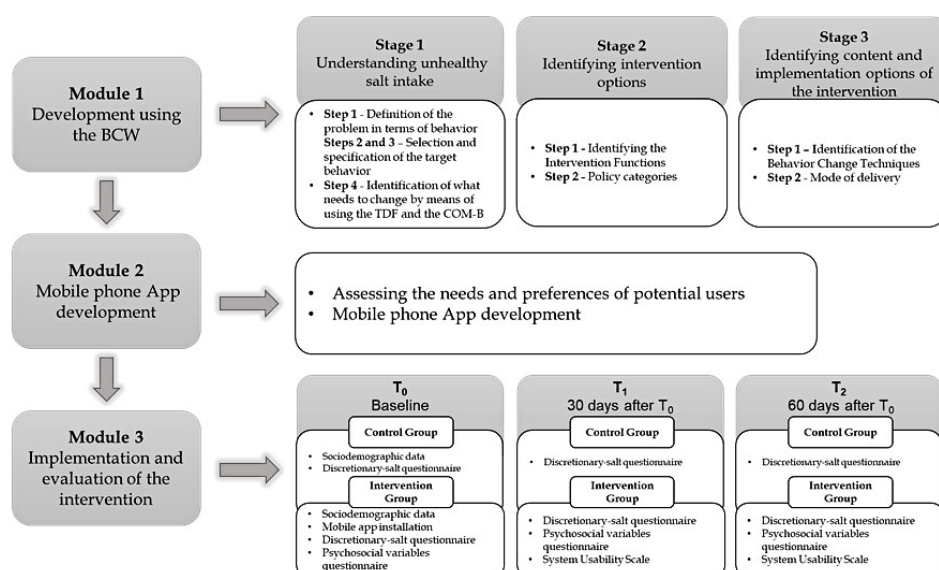 Module 1
Development using
the BCW
Stage 1
Understanding unhealthy
salt intake
• Step 1 - Definition of the
problem in terms of behavior
Steps 2 and 3 – Selection and
specification of the target
behavior
• Step 4 - Identification of what
needs to change by means of
using the TDF and the COM-B
Stage 2
Identifying intervention
options
• Step 1 - Identifying the
Intervention Functions
• Step 2 - Policy categories
Stage 3
Identifying content and
implementation options of
the intervention
• Step 1 – Identification of the
Behavior Change Techniques
• Step 2 - Mode of delivery
Module 2
Mobile phone App
development
• Assessing the needs and preferences of potential users
• Mobile phone App development
Module 3
Implementation and
evaluation of the
intervention
T0
Baseline
Control Group
• Sociodemographic data
• Discretionary-salt questionnaire
Intervention
Group
• Sociodemographic data
• Mobile app installation
• Discretionary-salt questionnaire
• Psychosocial variables
questionnaire
T1
30 days after T0
Control Group
• Discretionary-salt questionnaire
Intervention
Group
• Discretionary-salt questionnaire
• Psychosocial variables
questionnaire
• System Usability Scale
T2
60 days after T0
Control Group
• Discretionary-salt questionnaire
Intervention
Group
• Discretionary-salt questionnaire
• Psychosocial variables
questionnaire
• System Usability Scale